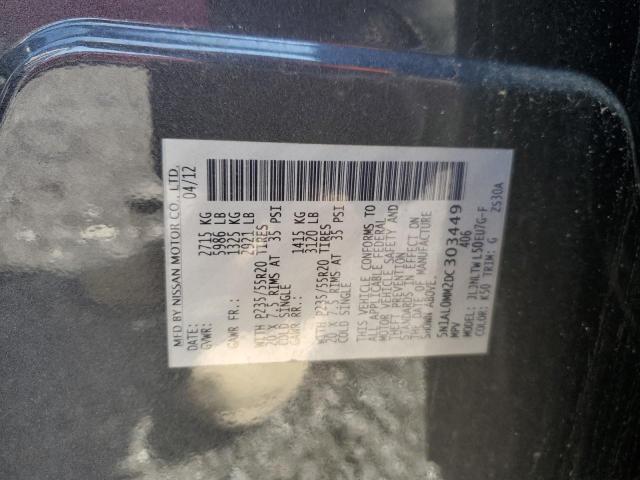 MFD BY NISSAN MOTOR CO., LTD.
DATE: 04/12
GVWR: 2715 KG
5986 LB
GAWR FR.: 1325 KG
2921 LB
WITH P235/55R20 TIRES
20 X 7.5 RIMS AT 35 PSI
COLD SINGLE
GAWR RR.: 1415 KG
3120 LB
WITH P235/55R20 TIRES
20 X 7.5 RIMS AT 35 PSI
COLD SINGLE
THIS VEHICLE CONFORMS TO
ALL APPLICABLE FEDERAL
MOTOR VEHICLE SAFETY AND
THEFT PREVENTION
STANDARDS IN EFFECT ON
THE DATE OF MANUFACTURE
SHOWN ABOVE.
5N1AL0MM2DC303449
MPV 406
MODEL: JLJNLTW L50EU7G-F
COLOR: K50 TRIM: G ZS30A